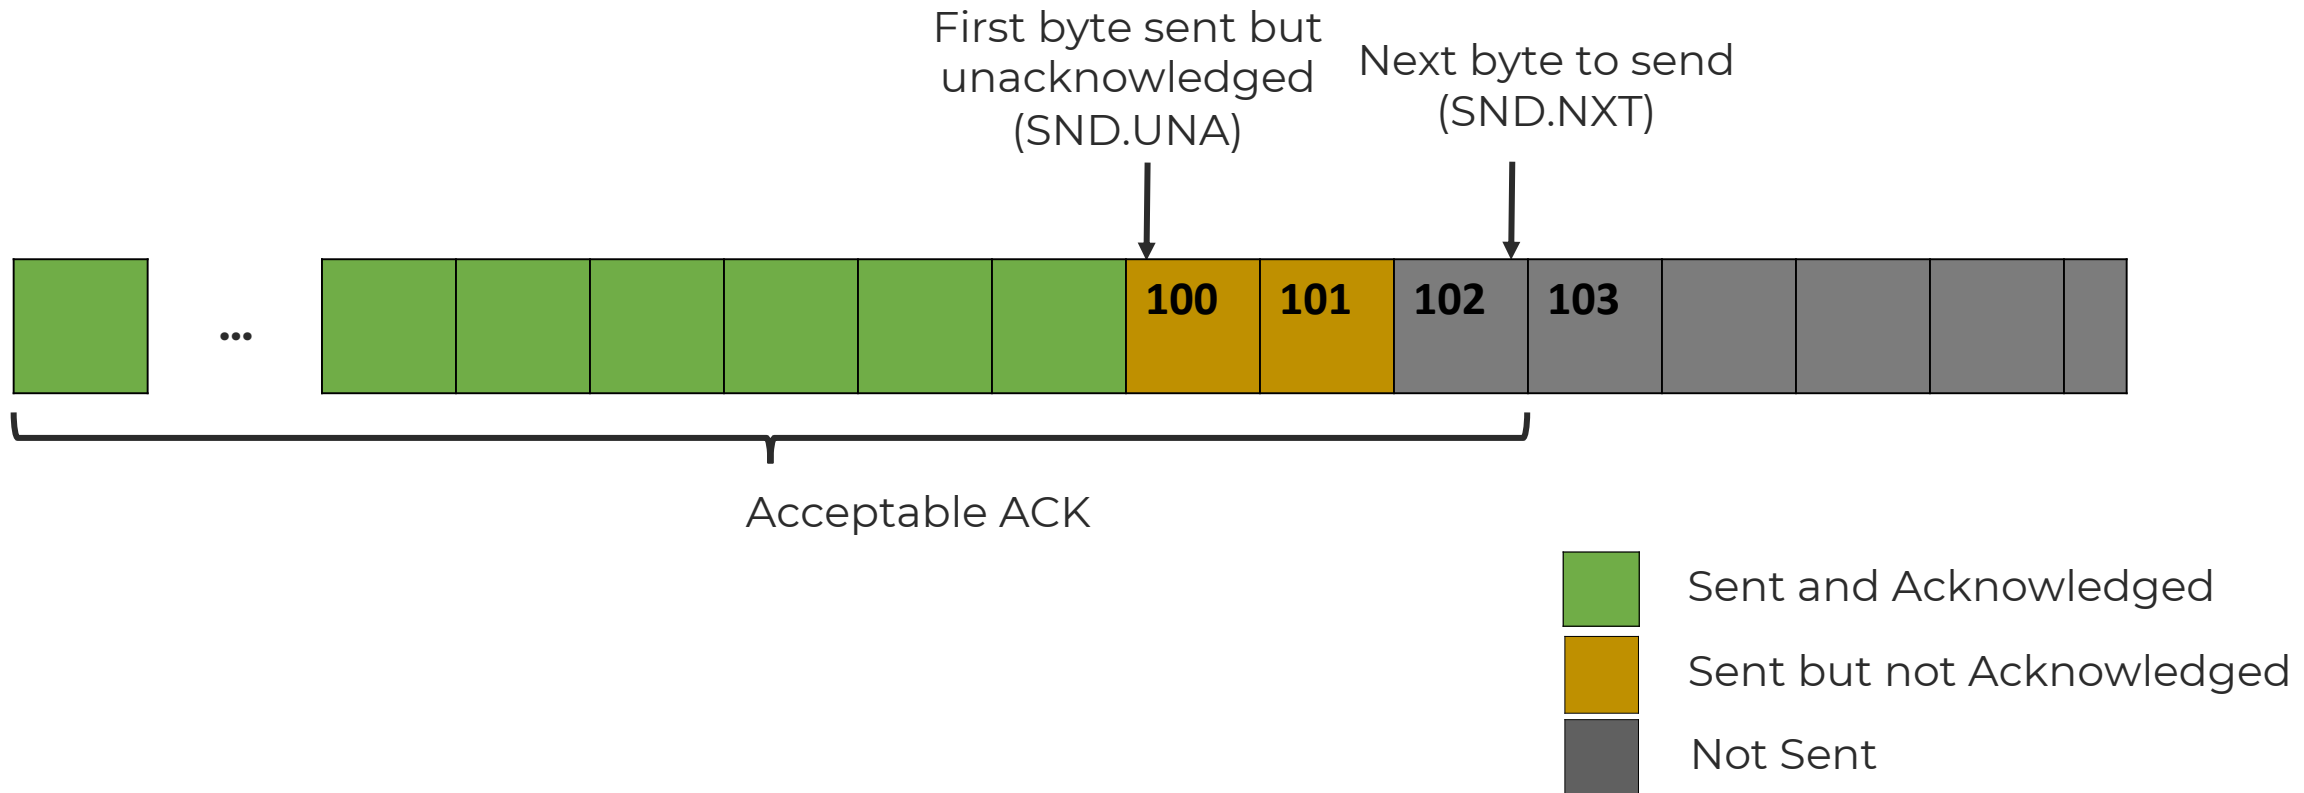 First byte sent but
unacknowledged
(SND.UNA)
Next byte to send
(SND.NXT)
...
100
101
102
103
Acceptable ACK
Sent and Acknowledged
Sent but not Acknowledged
Not Sent